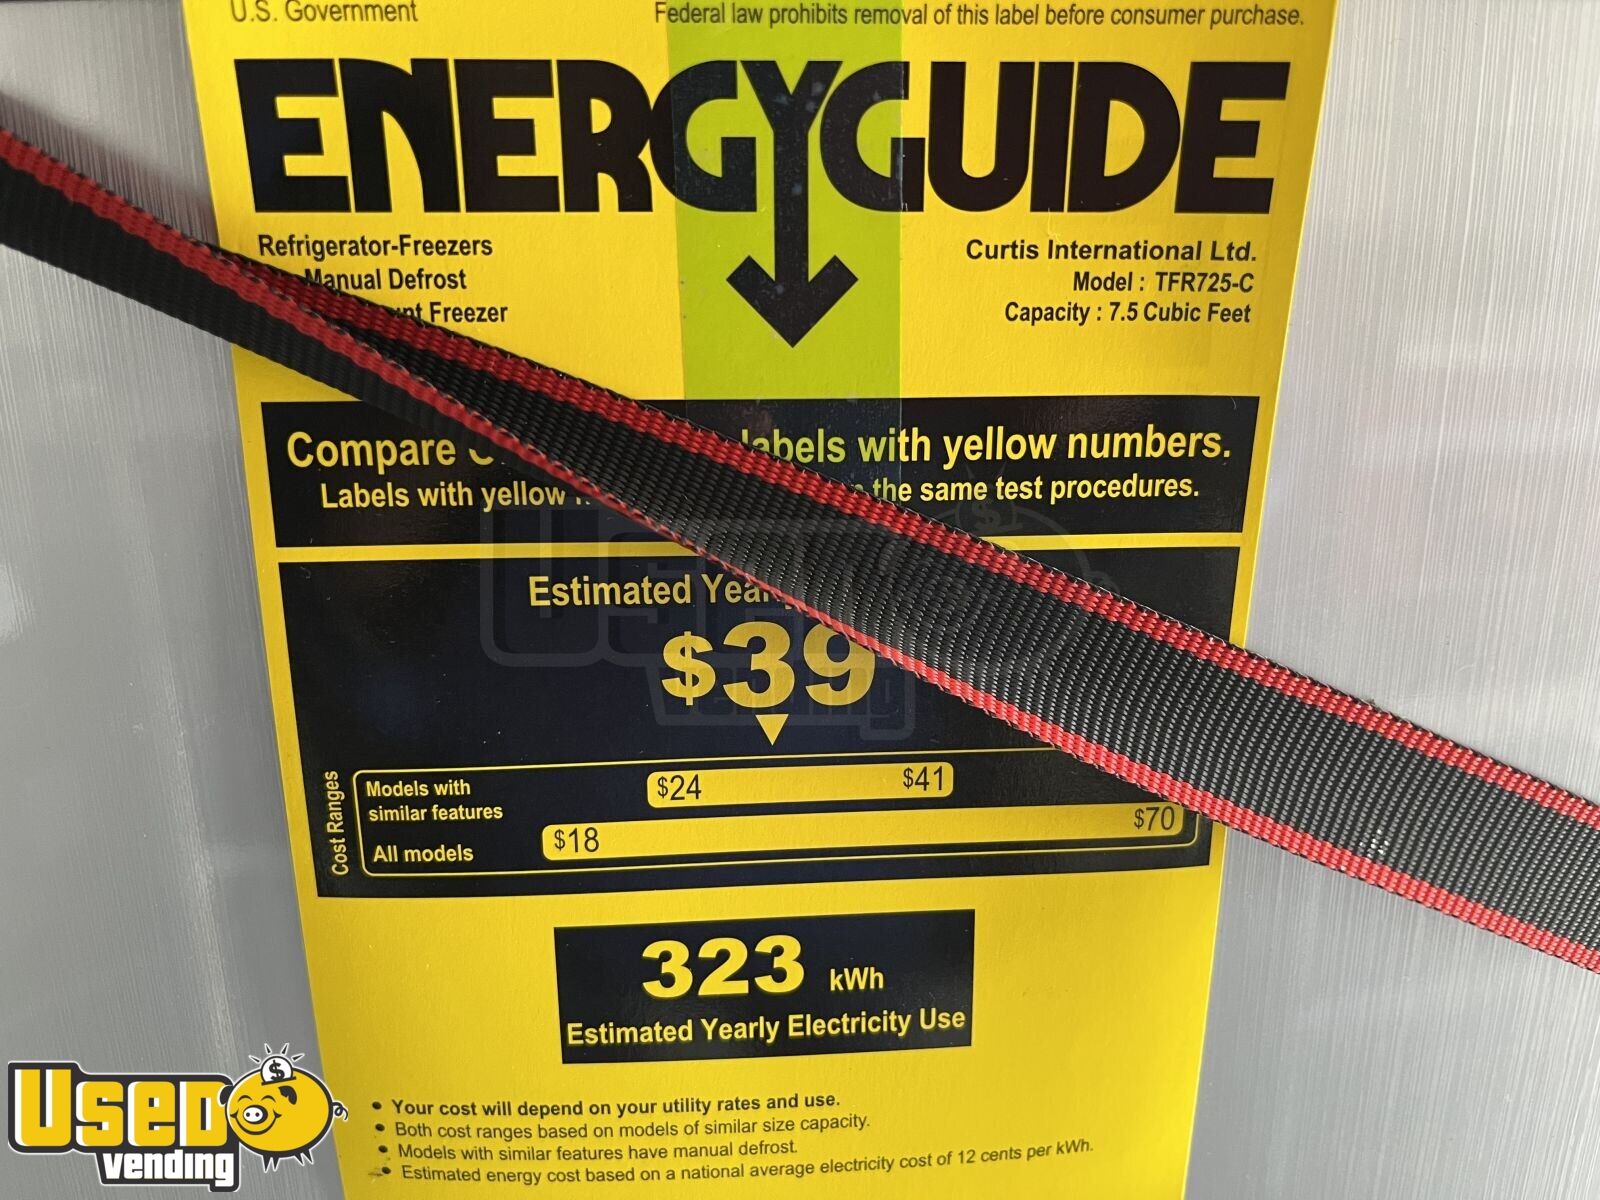 U.S. Government
Federal law prohibits removal of this label before consumer purchase.
ENERGYGUIDE
Refrigerator-Freezers
Manual Defrost
Freezer
Curtis International Ltd.
Model : TFR725-C
Capacity : 7.5 Cubic Feet
Compare labels with yellow numbers.
Labels with yellow the same test procedures.
Estimated
$39
Cost Ranges
Models with
similar features
$24 $41
All models
$18 $70
323 kWh
Estimated Yearly Electricity Use
• Your cost will depend on your utility rates and use.
• Both cost ranges based on models of similar size capacity.
• Models with similar features have manual defrost.
• Estimated energy cost based on a national average electricity cost of 12 cents per kWh.
USED
vending
USED
vending